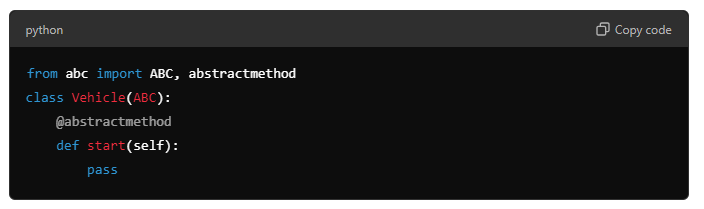 python
Copy code
from abc import ABC, abstractmethod
class Vehicle(ABC):
    @abstractmethod
    def start(self):
        pass